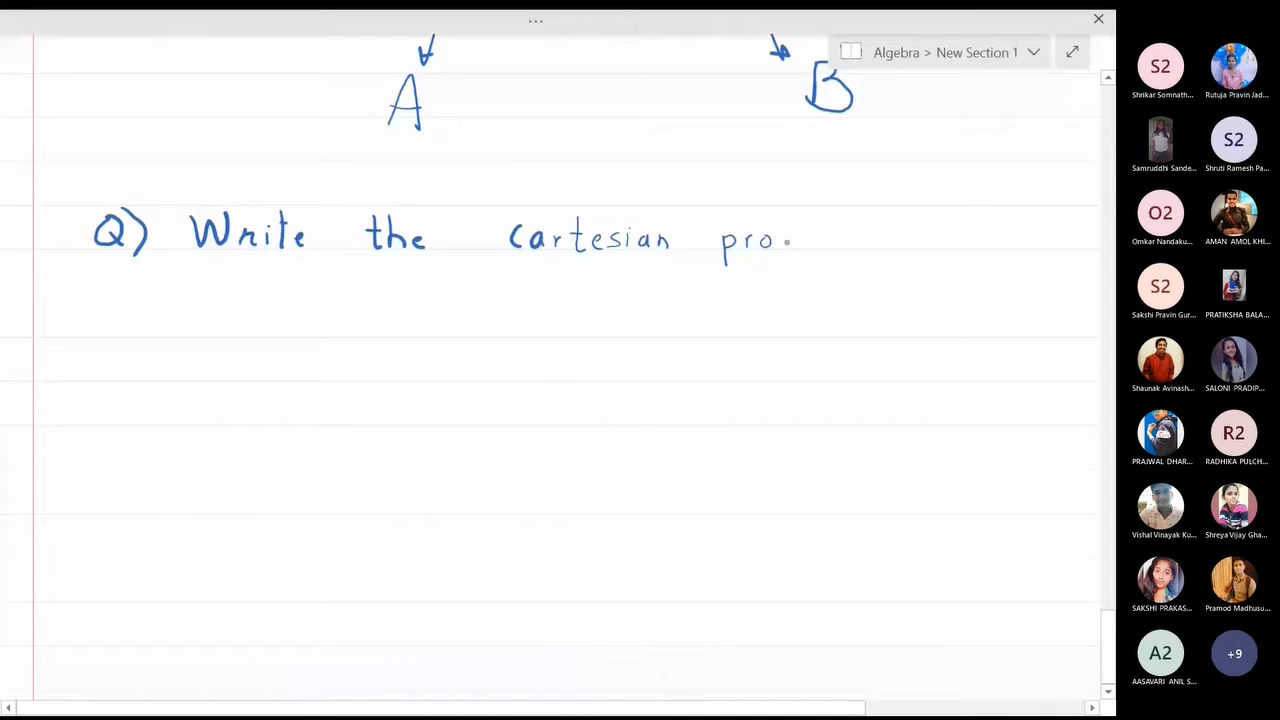 Algebra > New Section 1
A
B
Q) Write the cartesian pro
S2
Shrikar Somnath...
Rutuja Pravin Jad...
Samruddhi Sande...
S2
Shruti Ramesh Pa...
O2
Omkar Nandaku...
AMAN AMOL KHI...
S2
Sakshi Pravin Gur...
PRATIKSHA BALA...
Shaunak Avinash...
SALONI PRADIP...
PRAJWAL DHAR...
R2
RADHIKA PULCH...
Vishal Vinayak Ku...
Shreya Vijay Gha...
SAKSHI PRAKAS...
Pramod Madhusu...
A2
AASAVARI ANIL S...
+9